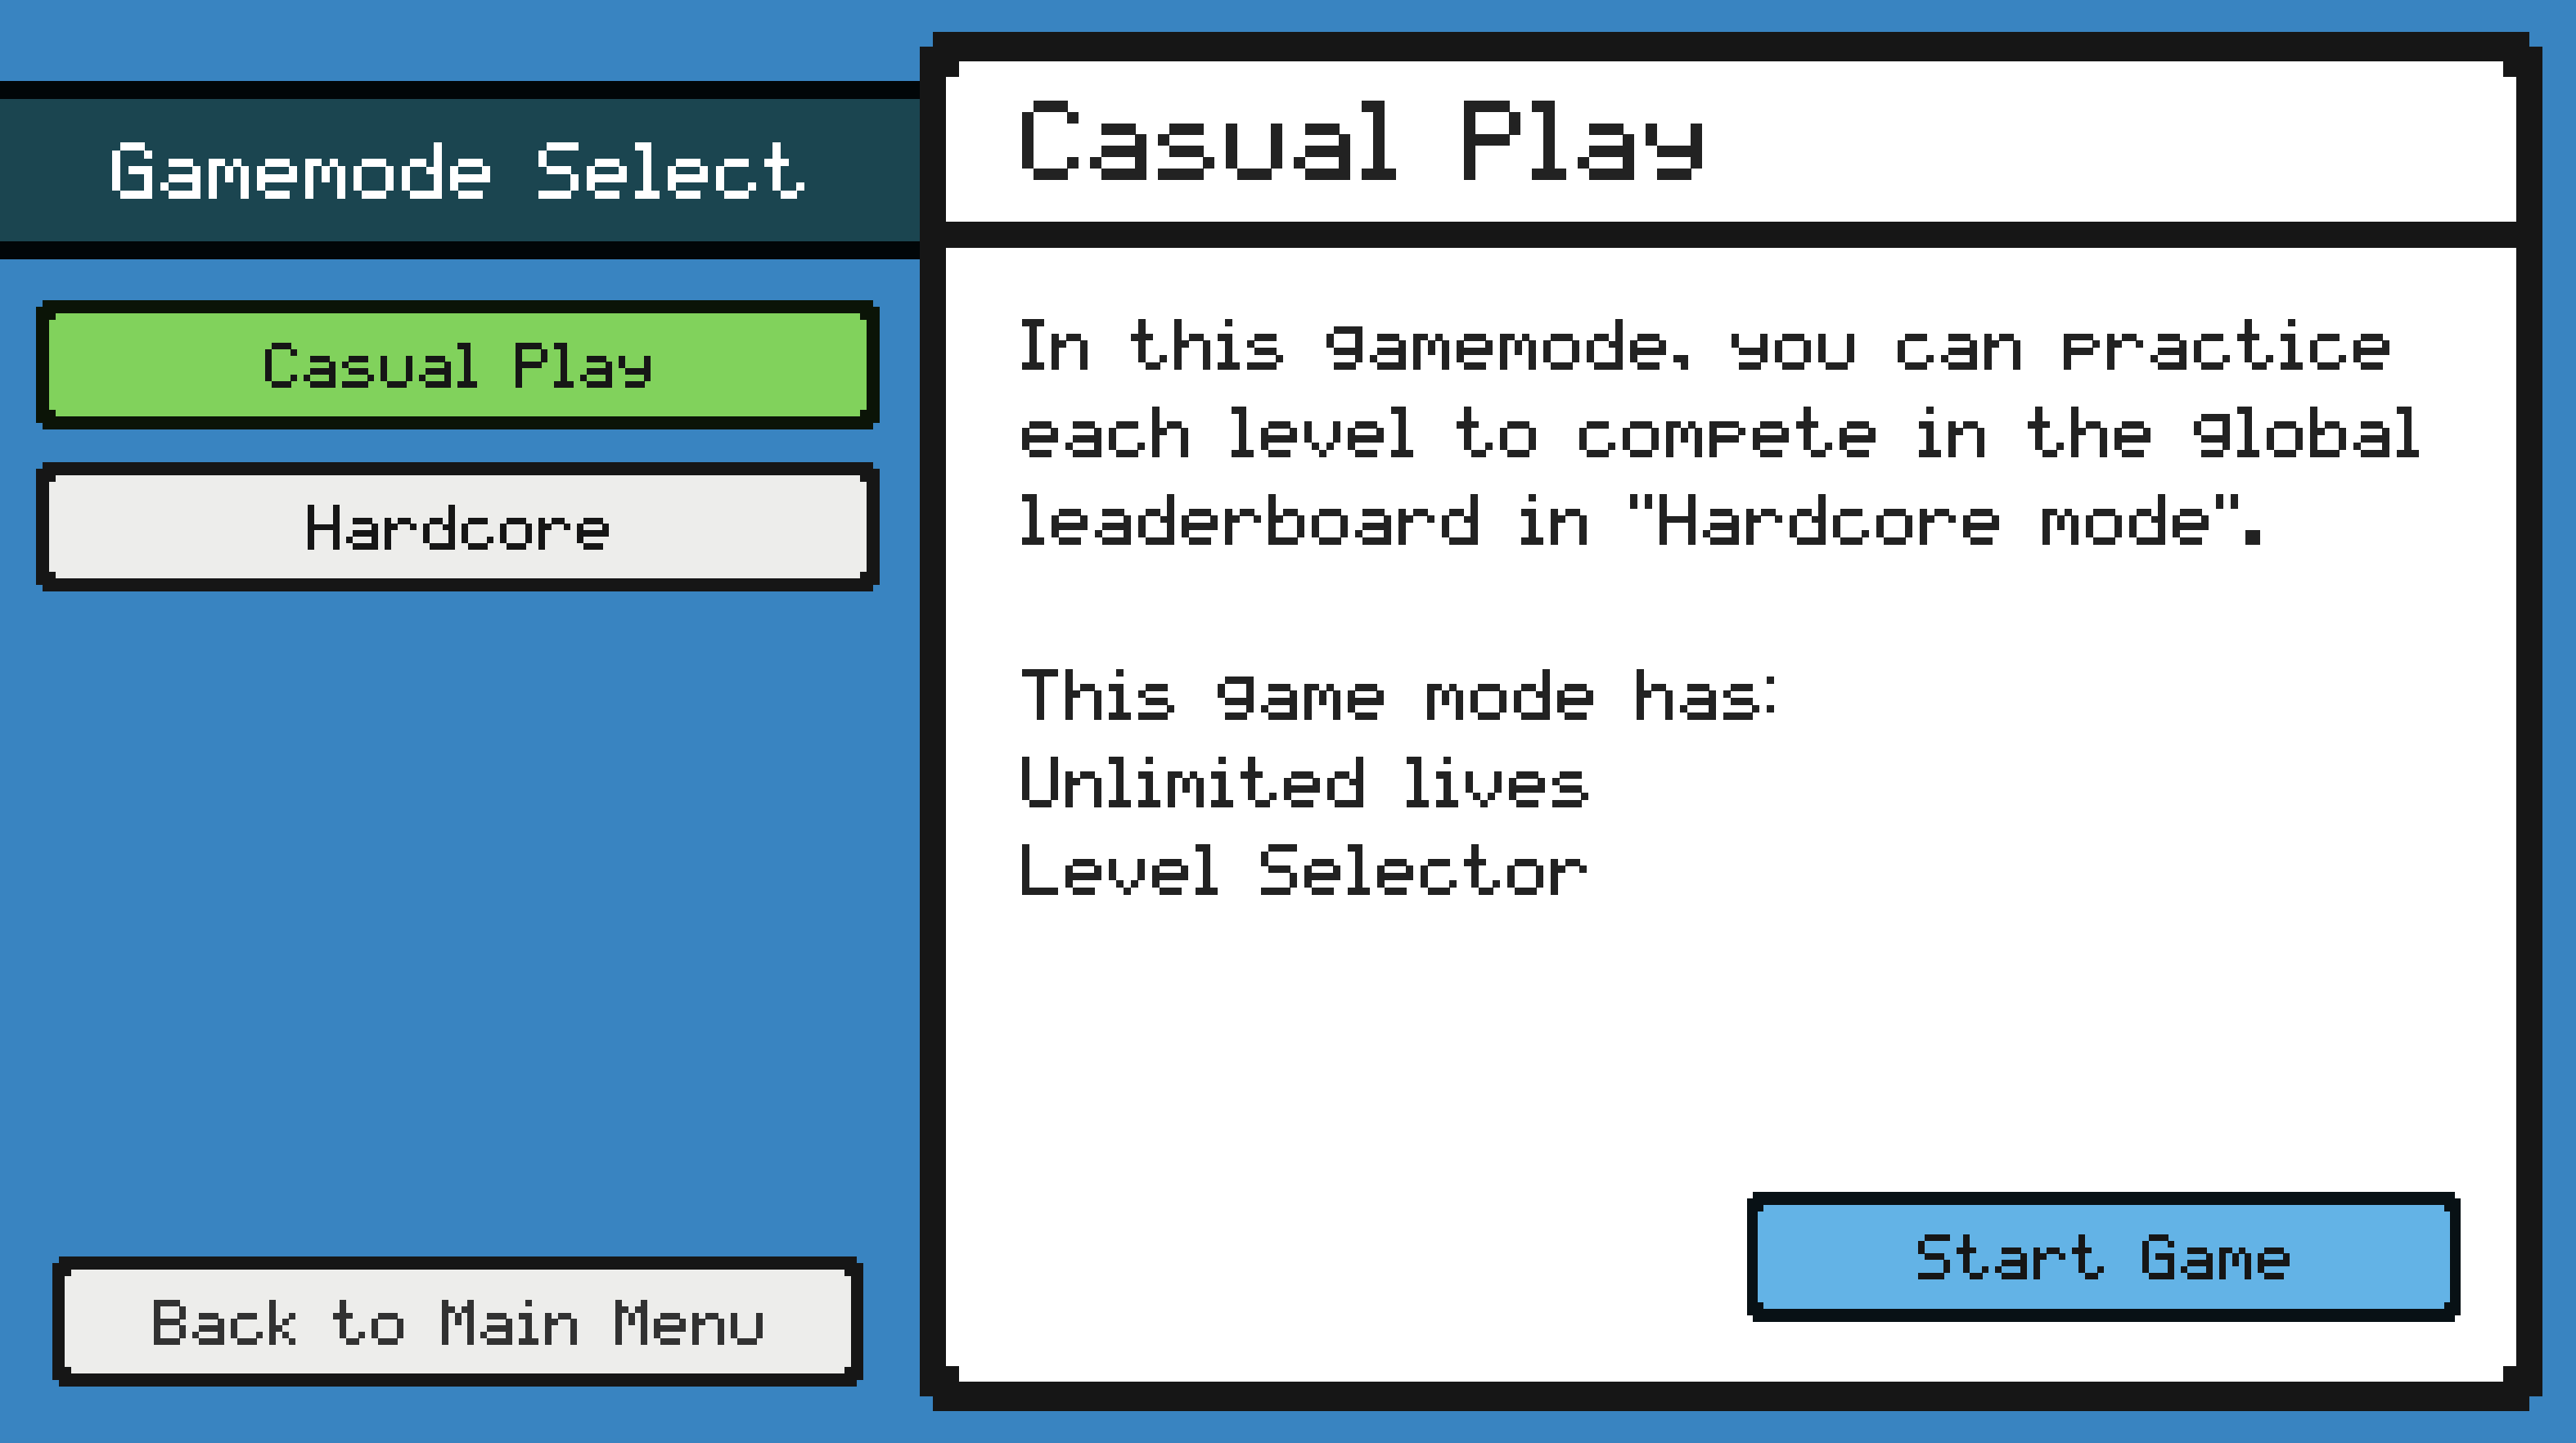 Gamemode Select
Casual Play
Hardcore
Back to Main Menu
Casual Play
In this gamemode, you can practice
each level to compete in the global
leaderboard in "Hardcore mode".
This game mode has:
Unlimited lives
Level Selector
Start Game